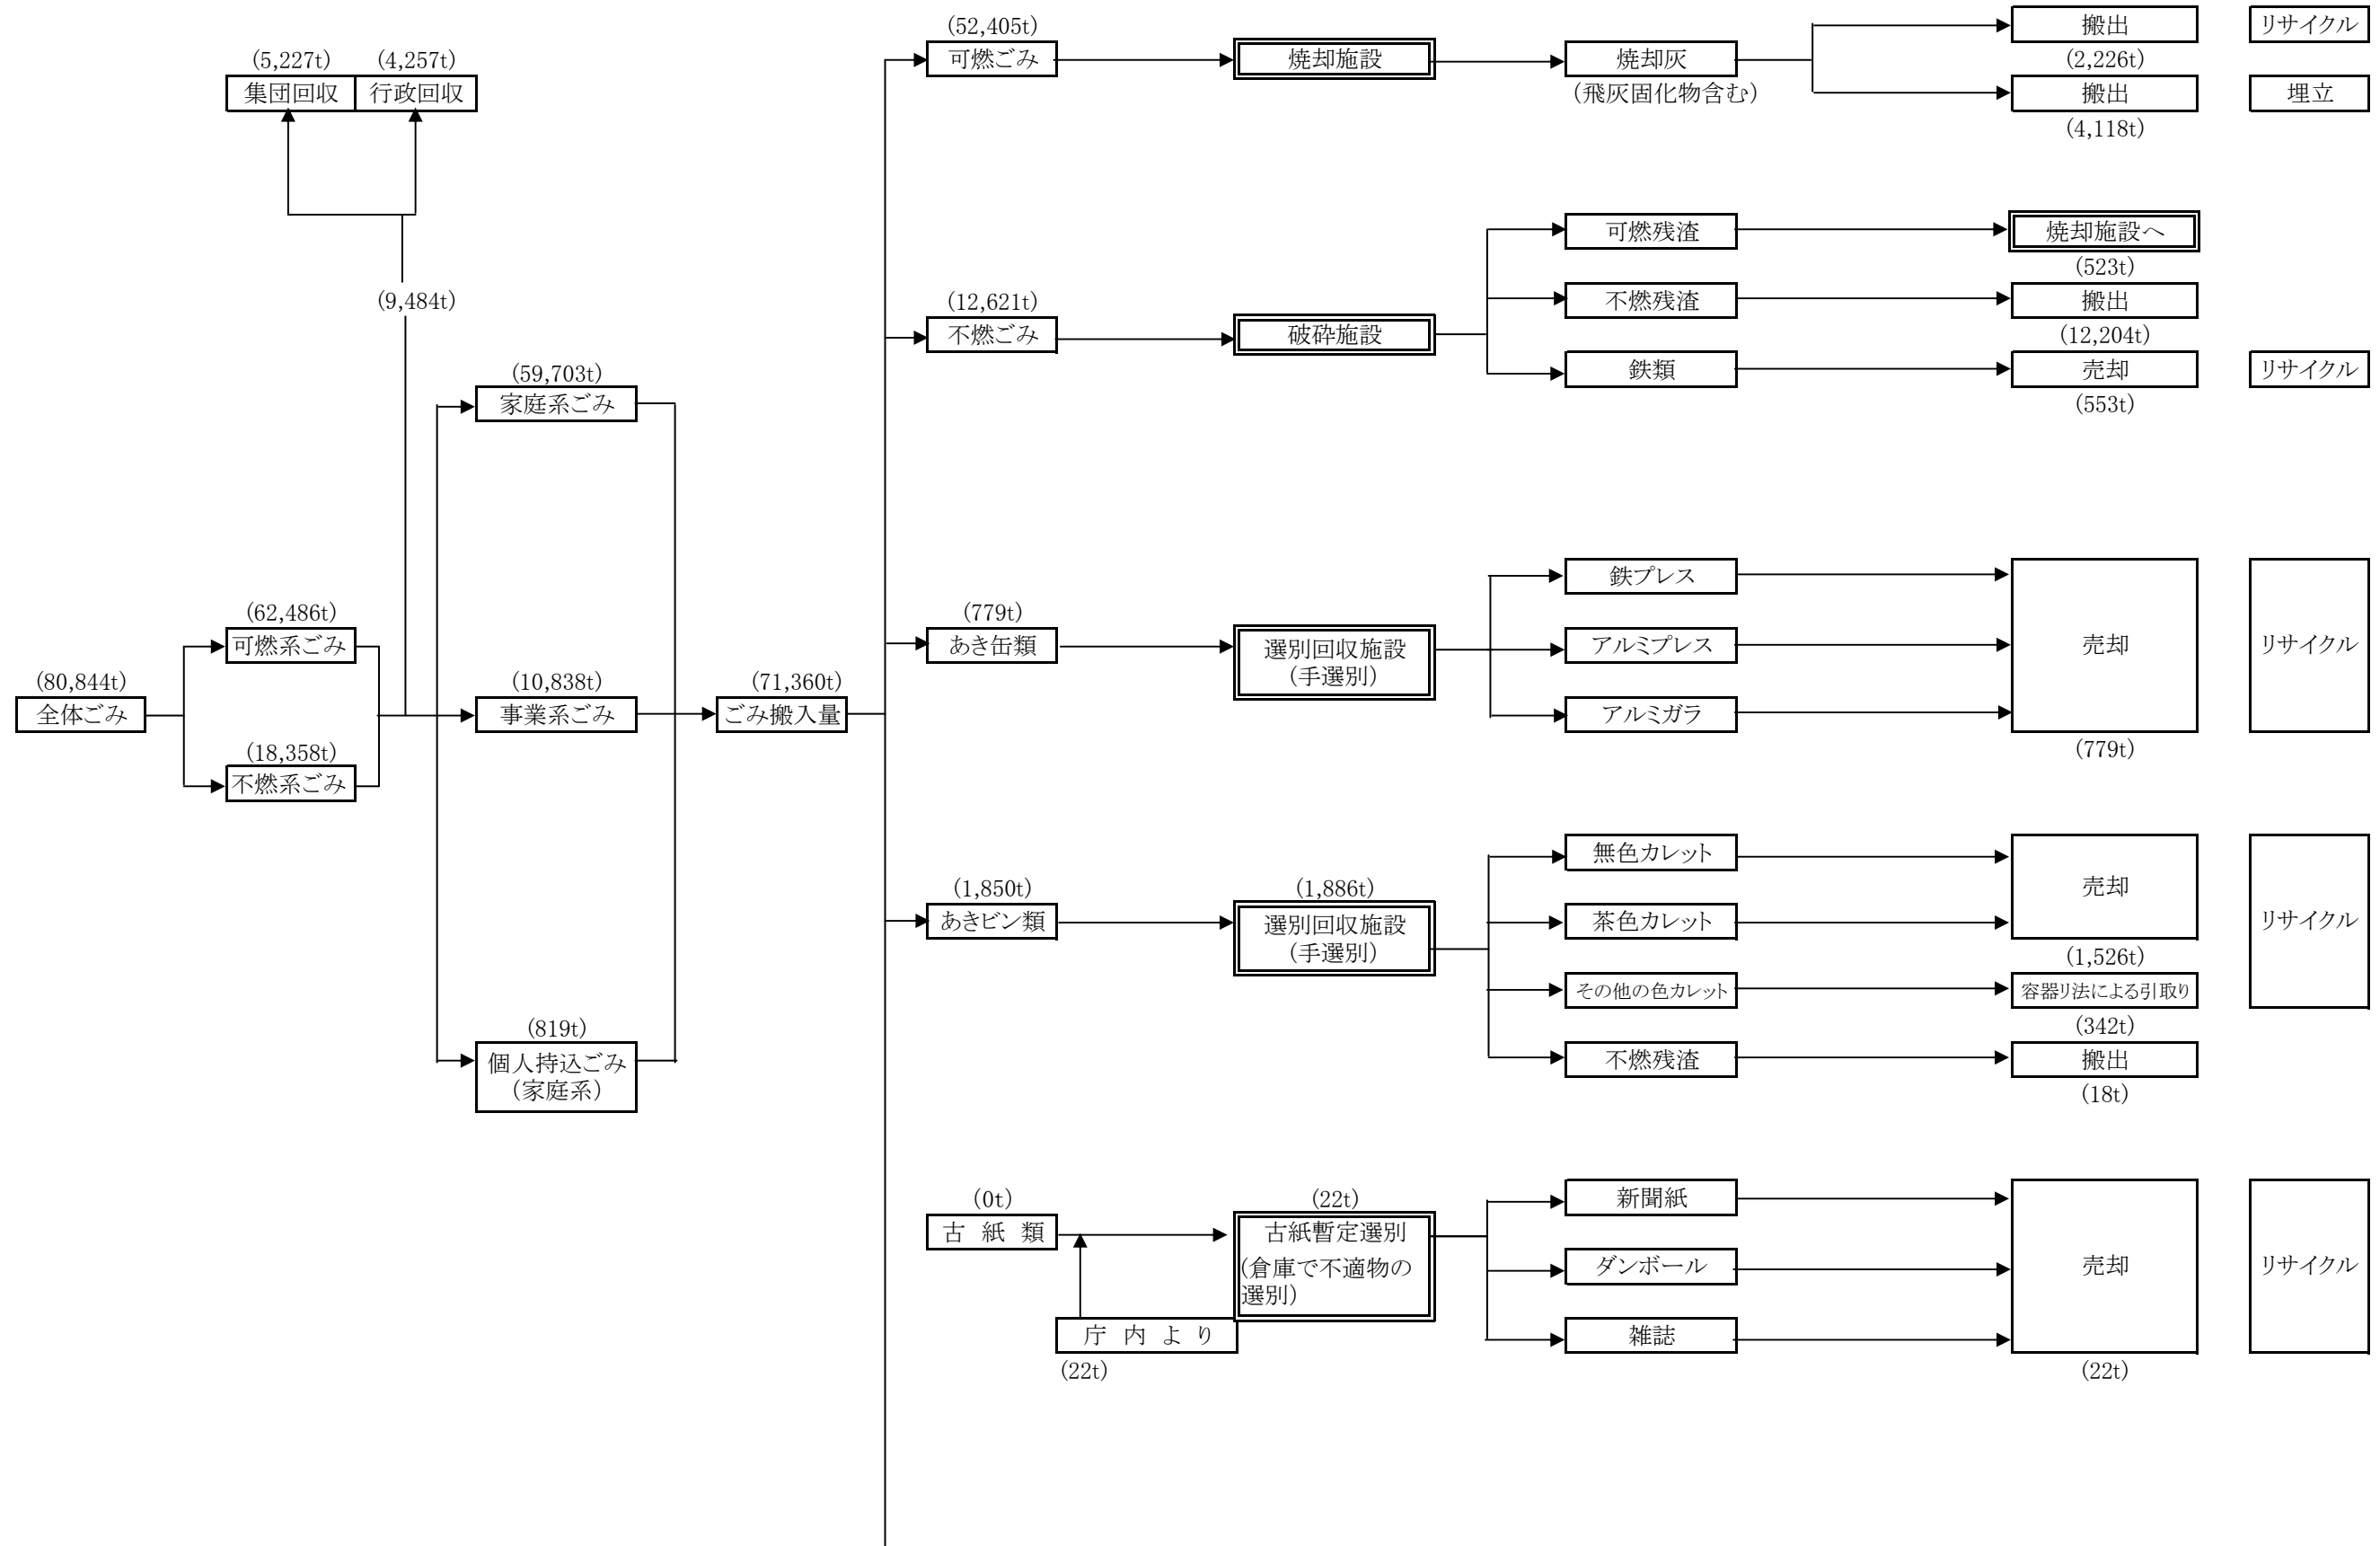 (52,405t)
可燃ごみ
焼却施設
焼却灰
(飛灰固化物含む)
搬出
リサイクル
(2,226t)
搬出
埋立
(4,118t)
(5,227t)
(4,257t)
集団回収
行政回収
(9,484t)
(12,621t)
不燃ごみ
破砕施設
可燃残渣
焼却施設へ
(523t)
不燃残渣
搬出
(12,204t)
鉄類
売却
リサイクル
(553t)
(59,703t)
家庭系ごみ
(62,486t)
可燃系ごみ
(80,844t)
全体ごみ
(18,358t)
不燃系ごみ
(10,838t)
事業系ごみ
(71,360t)
ごみ搬入量
(819t)
個人持込ごみ
(家庭系)
(779t)
あき缶類
選別回収施設
(手選別)
鉄プレス
アルミプレス
アルミガラ
売却
リサイクル
(779t)
(1,850t)
あきビン類
(1,886t)
選別回収施設
(手選別)
無色カレット
茶色カレット
売却
リサイクル
(1,526t)
その他の色カレット
容器リ法による引取り
(342t)
不燃残渣
搬出
(18t)
(0t)
古 紙 類
(22t)
古紙暫定選別
(倉庫で不適物の
選別)
庁 内 よ り
(22t)
新聞紙
ダンボール
雑誌
売却
リサイクル
(22t)